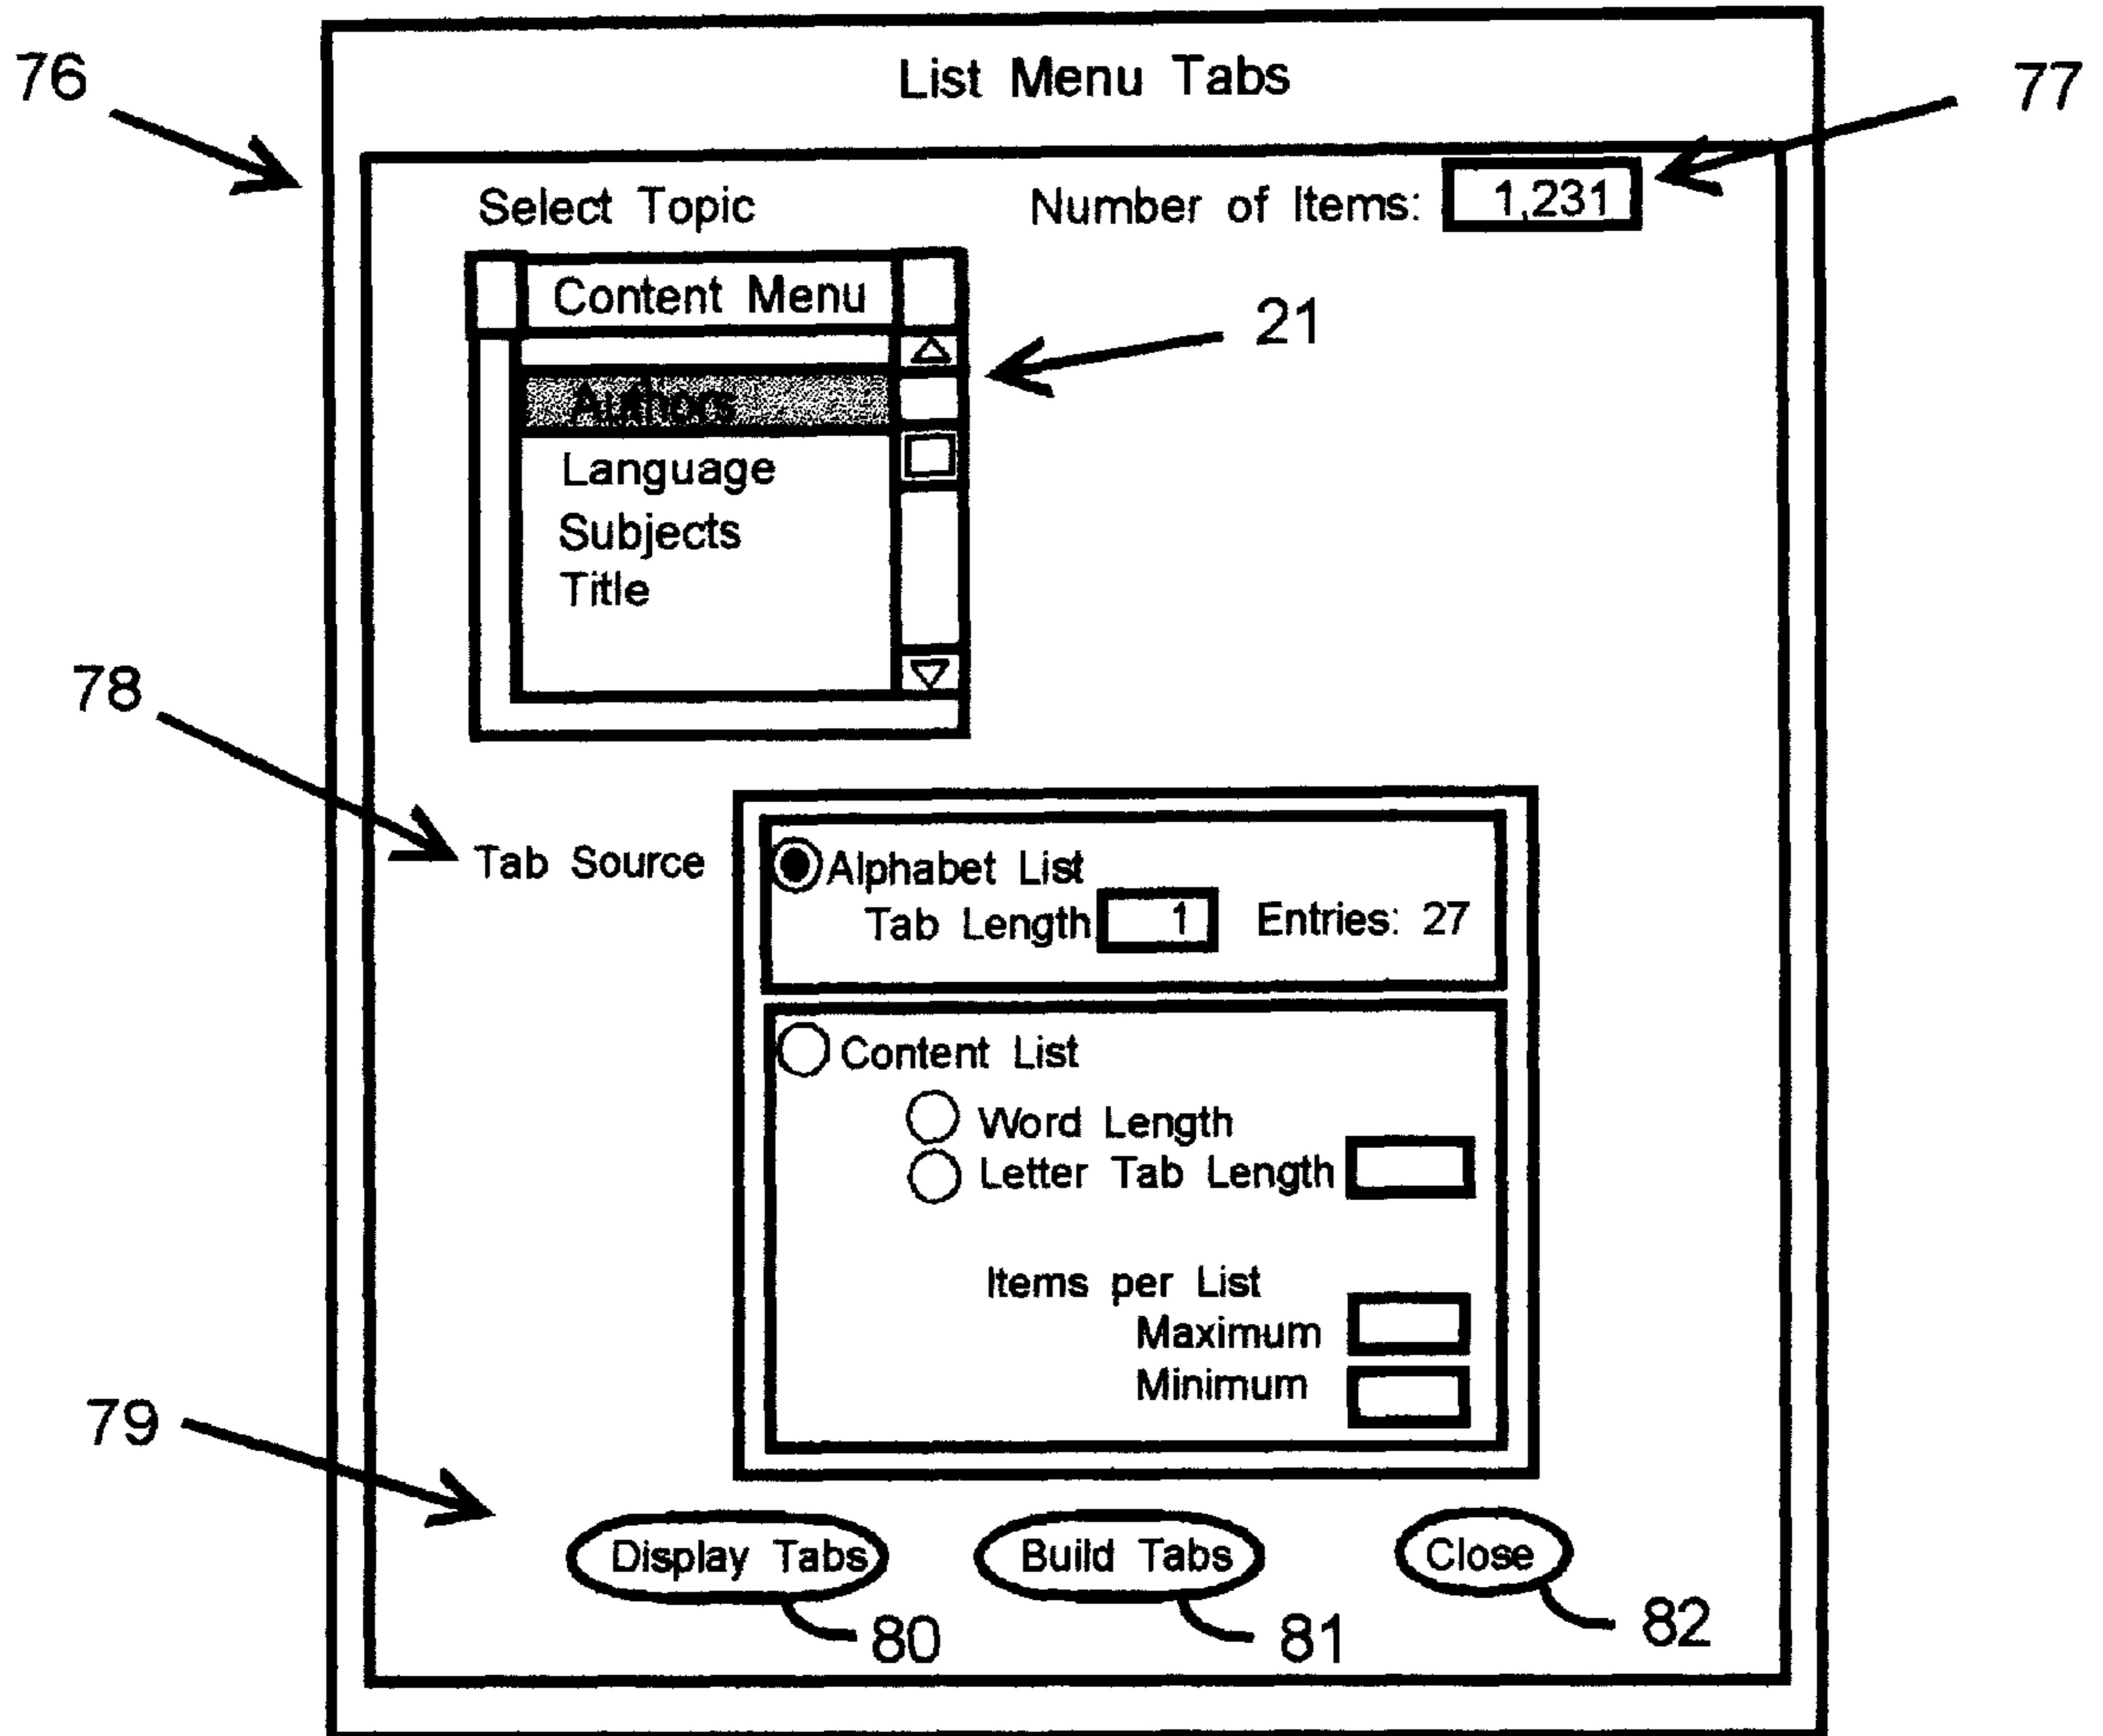 List Menu Tabs
76
77
Select Topic
Number of Items: 1,231
Content Menu
21
Authors
Language
Subjects
Title
78
Tab Source
Alphabet List
Tab Length 1 Entries: 27
Content List
Word Length
Letter Tab Length
Items per List
Maximum
Minimum
79
Display Tabs
Build Tabs
Close
80
81
82